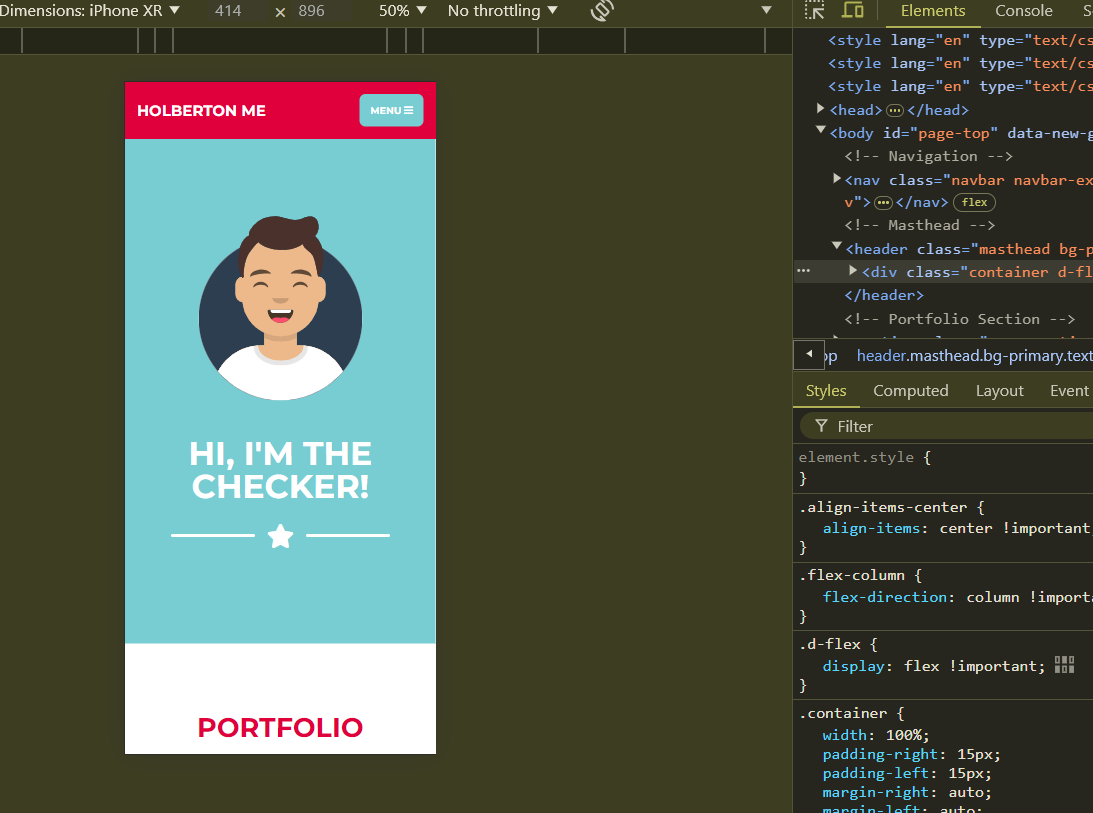 Dimensions: iPhone XR 414 × 896 50% No throttling
Elements Console S
<style lang="en" type="text/cs
<style lang="en" type="text/cs
<style lang="en" type="text/cs
<head> … </head>
<body id="page-top" data-new-g
<!-- Navigation -->
<nav class="navbar navbar-ex
v"> … </nav> flex
<!-- Masthead -->
<header class="masthead bg-p
<div class="container d-fl
</header>
<!-- Portfolio Section -->
op header.masthead.bg-primary.text
Styles Computed Layout Event
Filter
element.style {
}
.align-items-center {
align-items: center !important;
}
.flex-column {
flex-direction: column !importa
}
.d-flex {
display: flex !important;
}
.container {
width: 100%;
padding-right: 15px;
padding-left: 15px;
margin-right: auto;
margin-left: auto;
HOLBERTON ME
MENU
HI, I'M THE
CHECKER!
PORTFOLIO